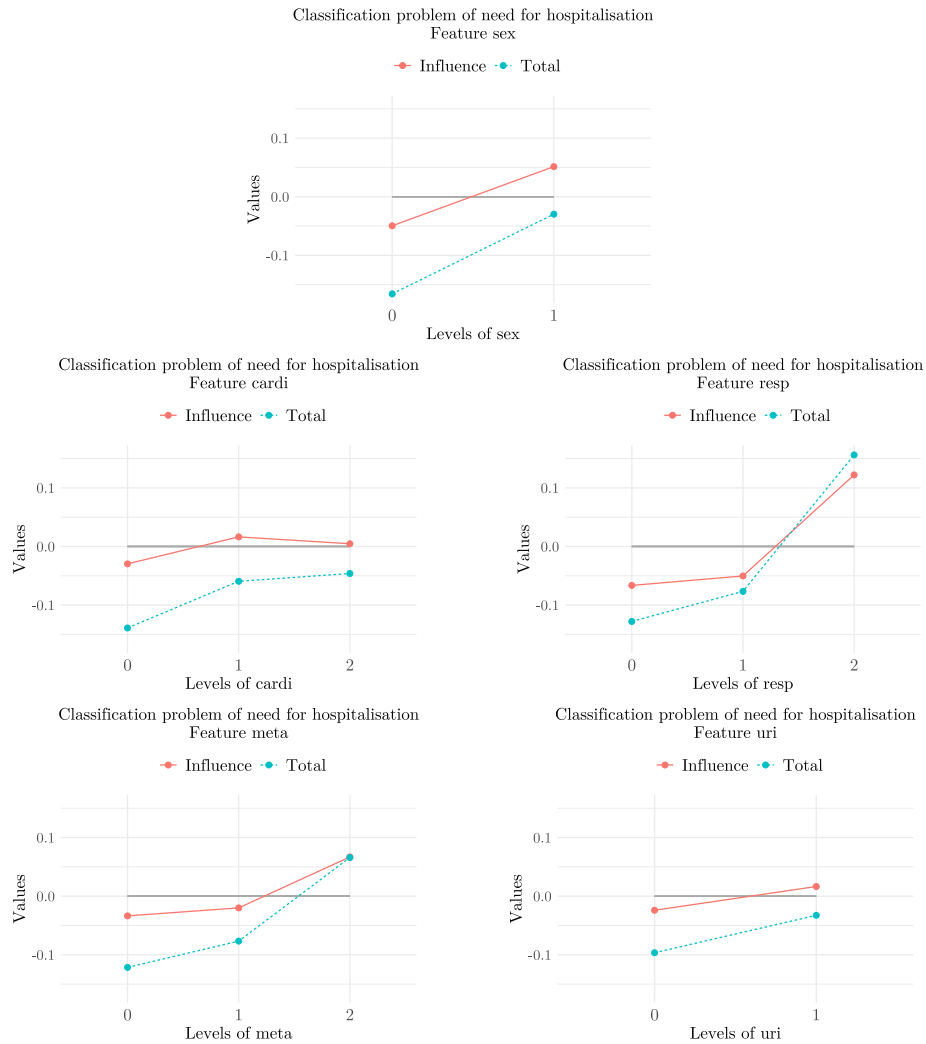 Classification problem of need for hospitalisation
Feature sex
Influence Total
0.1
0.0
-0.1
Values
0 1
Levels of sex
Classification problem of need for hospitalisation
Feature cardi
Influence Total
0.1
0.0
-0.1
Values
0 1 2
Levels of cardi
Classification problem of need for hospitalisation
Feature resp
Influence Total
0.1
0.0
-0.1
Values
0 1 2
Levels of resp
Classification problem of need for hospitalisation
Feature meta
Influence Total
0.1
0.0
-0.1
Values
0 1 2
Levels of meta
Classification problem of need for hospitalisation
Feature uri
Influence Total
0.1
0.0
-0.1
Values
0 1
Levels of uri